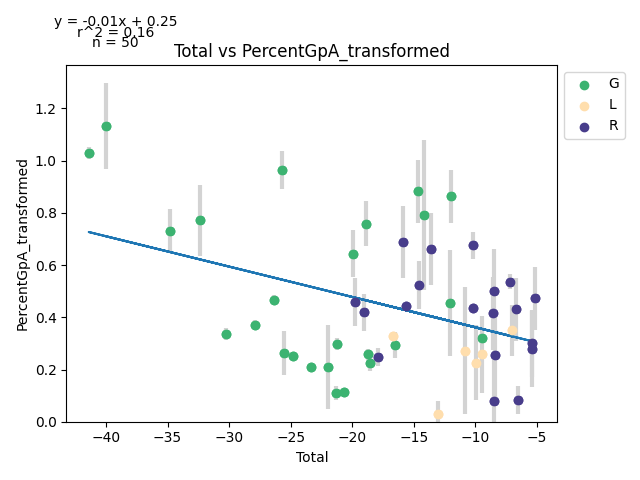 y = -0.01x + 0.25
r^2 = 0.16
n = 50
Total vs PercentGpA_transformed
G
L
R
PercentGpA_transformed
1.2
1.0
0.8
0.6
0.4
0.2
0.0
−40 −35 −30 −25 −20 −15 −10 −5
Total